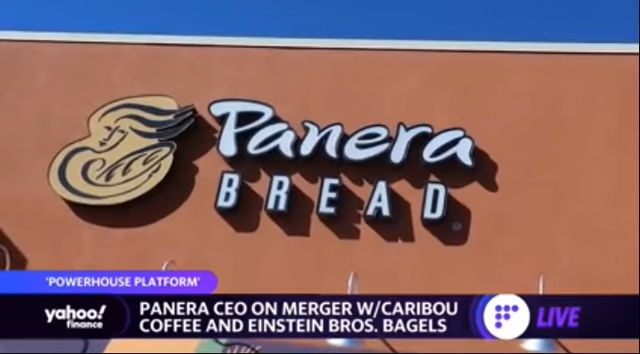 Panera
BREAD
'POWERHOUSE PLATFORM'
yahoo!
finance
PANERA CEO ON MERGER W/CARIBOU
COFFEE AND EINSTEIN BROS. BAGELS
LIVE